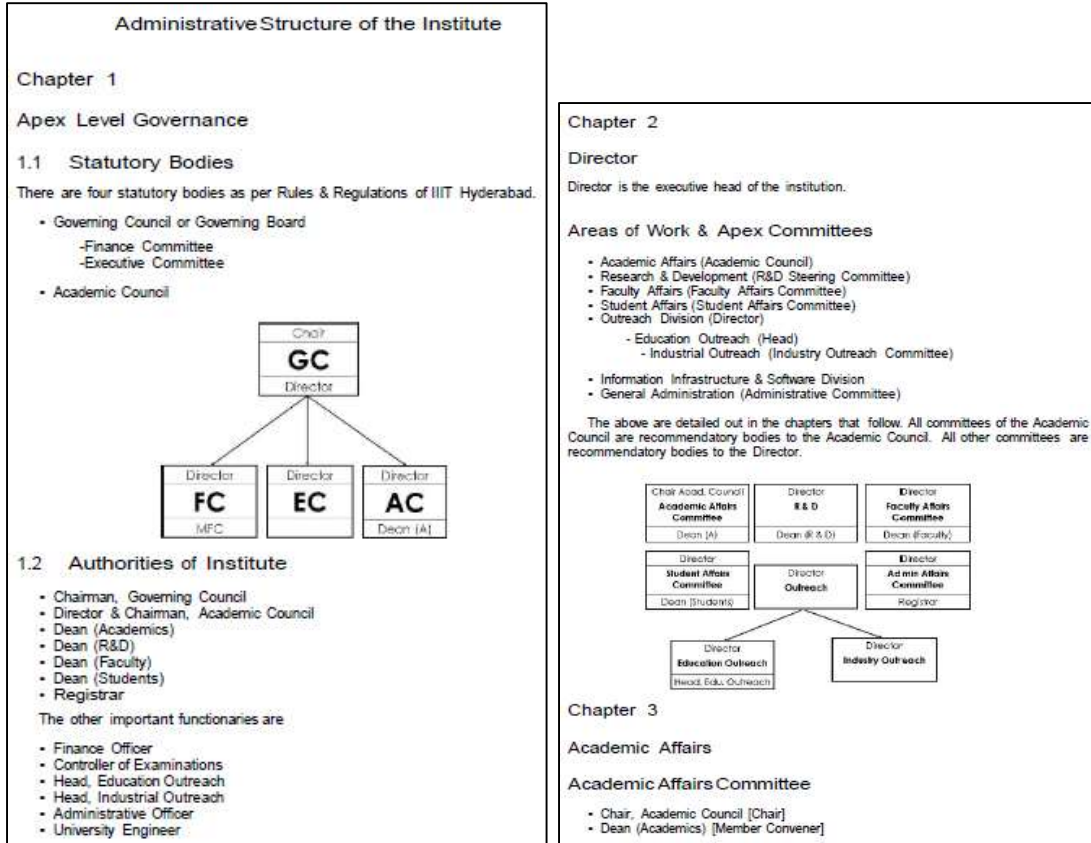 Administrative Structure of the Institute
Chapter 1
Apex Level Governance
1.1 Statutory Bodies
There are four statutory bodies as per Rules & Regulations of IIIT Hyderabad.
• Governing Council or Governing Board
-Finance Committee
-Executive Committee
• Academic Council
Chair
GC
Director
Director
FC
MFC
Director
EC
Director
AC
Dean (A)
1.2 Authorities of Institute
• Chairman, Governing Council
• Director & Chairman, Academic Council
• Dean (Academics)
• Dean (R&D)
• Dean (Faculty)
• Dean (Students)
• Registrar
The other important functionaries are
• Finance Officer
• Controller of Examinations
• Head, Education Outreach
• Head, Industrial Outreach
• Administrative Officer
• University Engineer
Chapter 2
Director
Director is the executive head of the institution.
Areas of Work & Apex Committees
• Academic Affairs (Academic Council)
• Research & Development (R&D Steering Committee)
• Faculty Affairs (Faculty Affairs Committee)
• Student Affairs (Student Affairs Committee)
• Outreach Division (Director)
- Education Outreach (Head)
- Industrial Outreach (Industry Outreach Committee)
• Information Infrastructure & Software Division
• General Administration (Administrative Committee)
The above are detailed out in the chapters that follow. All committees of the Academic
Council are recommendatory bodies to the Academic Council. All other committees are
recommendatory bodies to the Director.
Chair Acad. Council
Academic Affairs
Committee
Dean (A)
Director
R & D
Dean (R & D)
Director
Faculty Affairs
Committee
Dean (Faculty)
Director
Student Affairs
Committee
Dean (Students)
Director
Outreach
Director
Admin Affairs
Committee
Registrar
Director
Education Outreach
Head, Edu. Outreach
Director
Industry Outreach
Chapter 3
Academic Affairs
Academic Affairs Committee
• Chair, Academic Council [Chair]
• Dean (Academics) [Member Convener]